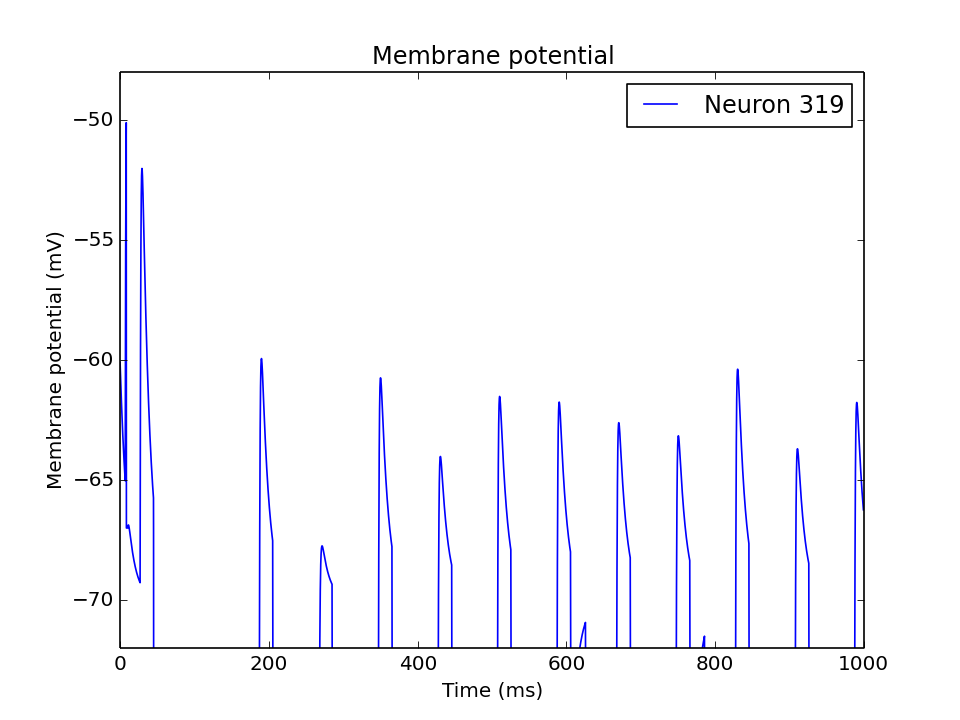 Membrane potential
Neuron 319
Membrane potential (mV)
−50
−55
−60
−65
−70
0 200 400 600 800 1000
Time (ms)